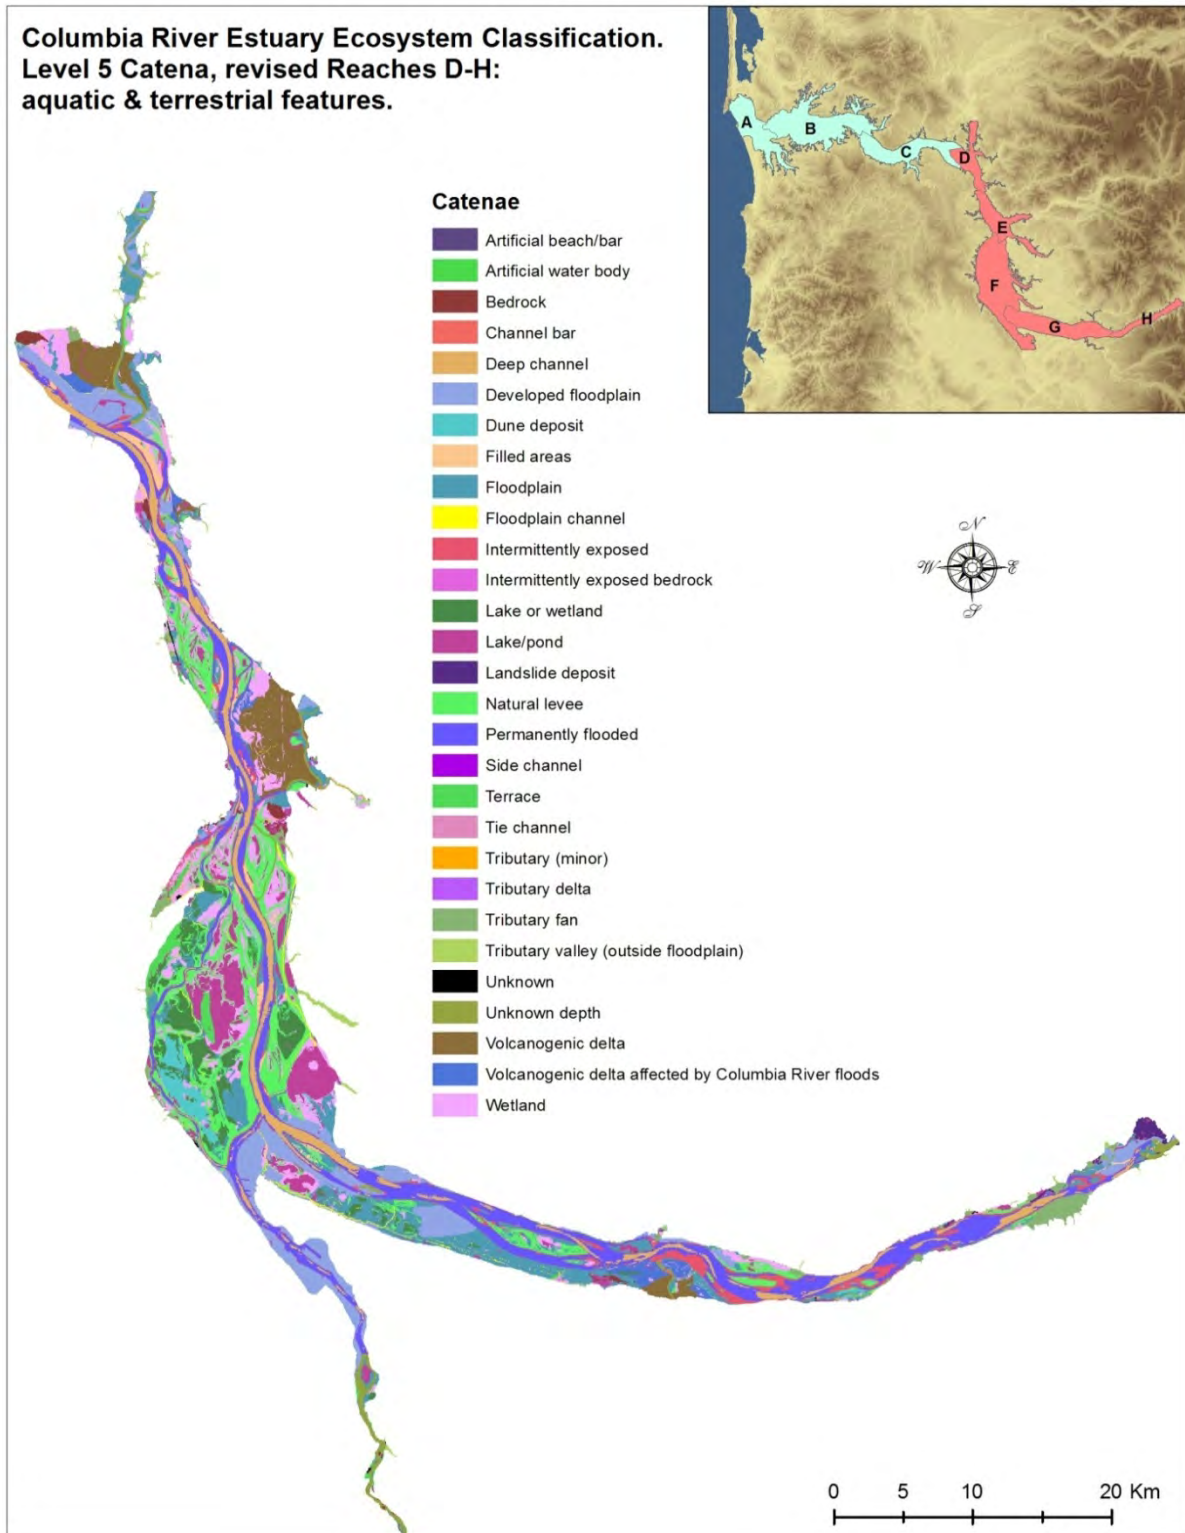 Columbia River Estuary Ecosystem Classification.
Level 5 Catena, revised Reaches D-H:
aquatic & terrestrial features.
A
B
C
D
E
F
G
H
Catenae
Artificial beach/bar
Artificial water body
Bedrock
Channel bar
Deep channel
Developed floodplain
Dune deposit
Filled areas
Floodplain
Floodplain channel
Intermittently exposed
Intermittently exposed bedrock
Lake or wetland
Lake/pond
Landslide deposit
Natural levee
Permanently flooded
Side channel
Terrace
Tie channel
Tributary (minor)
Tributary delta
Tributary fan
Tributary valley (outside floodplain)
Unknown
Unknown depth
Volcanogenic delta
Volcanogenic delta affected by Columbia River floods
Wetland
N
W E
S
0 5 10 20 Km